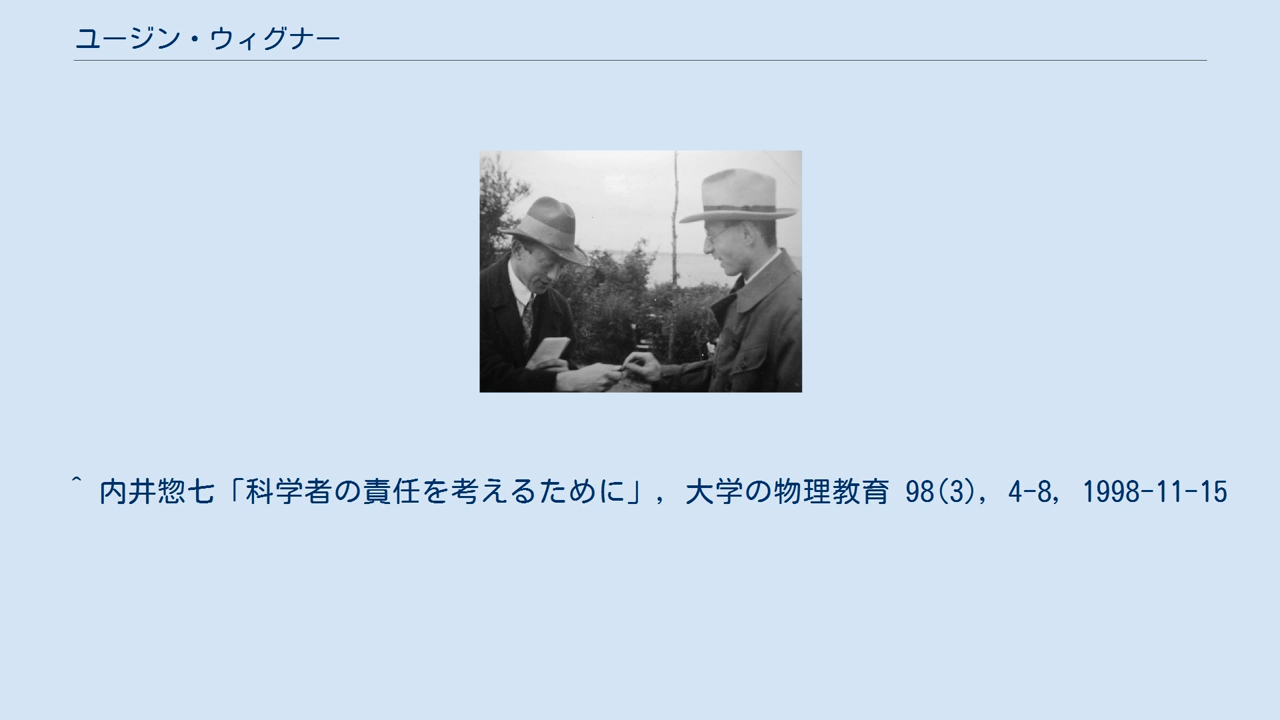 ユージン・ウィグナー
^ 内井惣七「科学者の責任を考えるために」, 大学の物理教育 98(3), 4-8, 1998-11-15